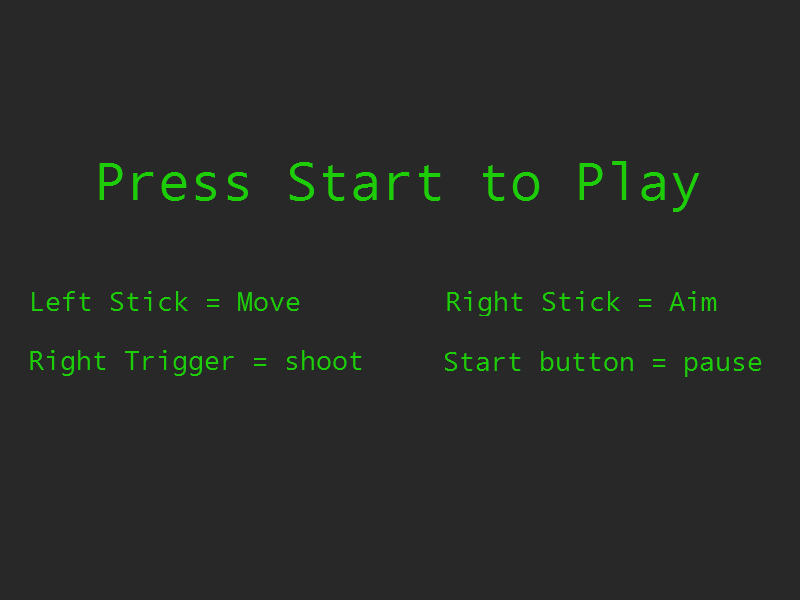 Press Start to Play
Left Stick = Move
Right Stick = Aim
Right Trigger = shoot
Start button = pause